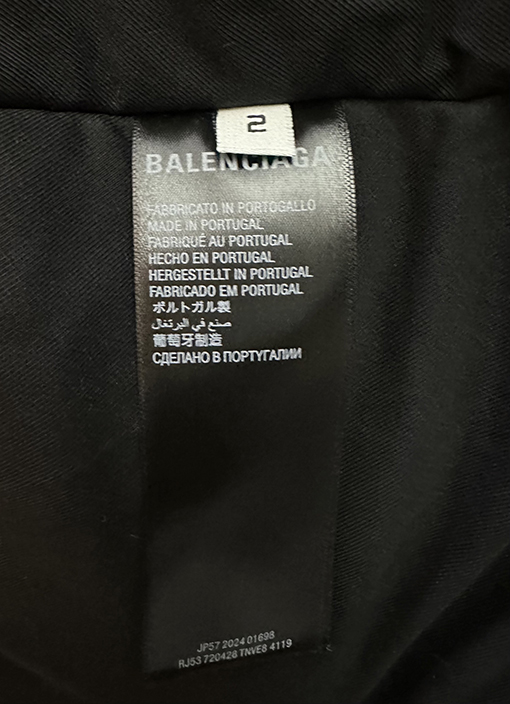 2
BALENCIAGA
FABBRICATO IN PORTOGALLO
MADE IN PORTUGAL
FABRIQUÉ AU PORTUGAL
HECHO EN PORTUGAL
HERGESTELLT IN PORTUGAL
FABRICADO EM PORTUGAL
ポルトガル製
صنع في البرتغال
葡萄牙制造
СДЕЛАНО В ПОРТУГАЛИИ
JP57 2024 01698
RJ53 720428 TNVE8 4119